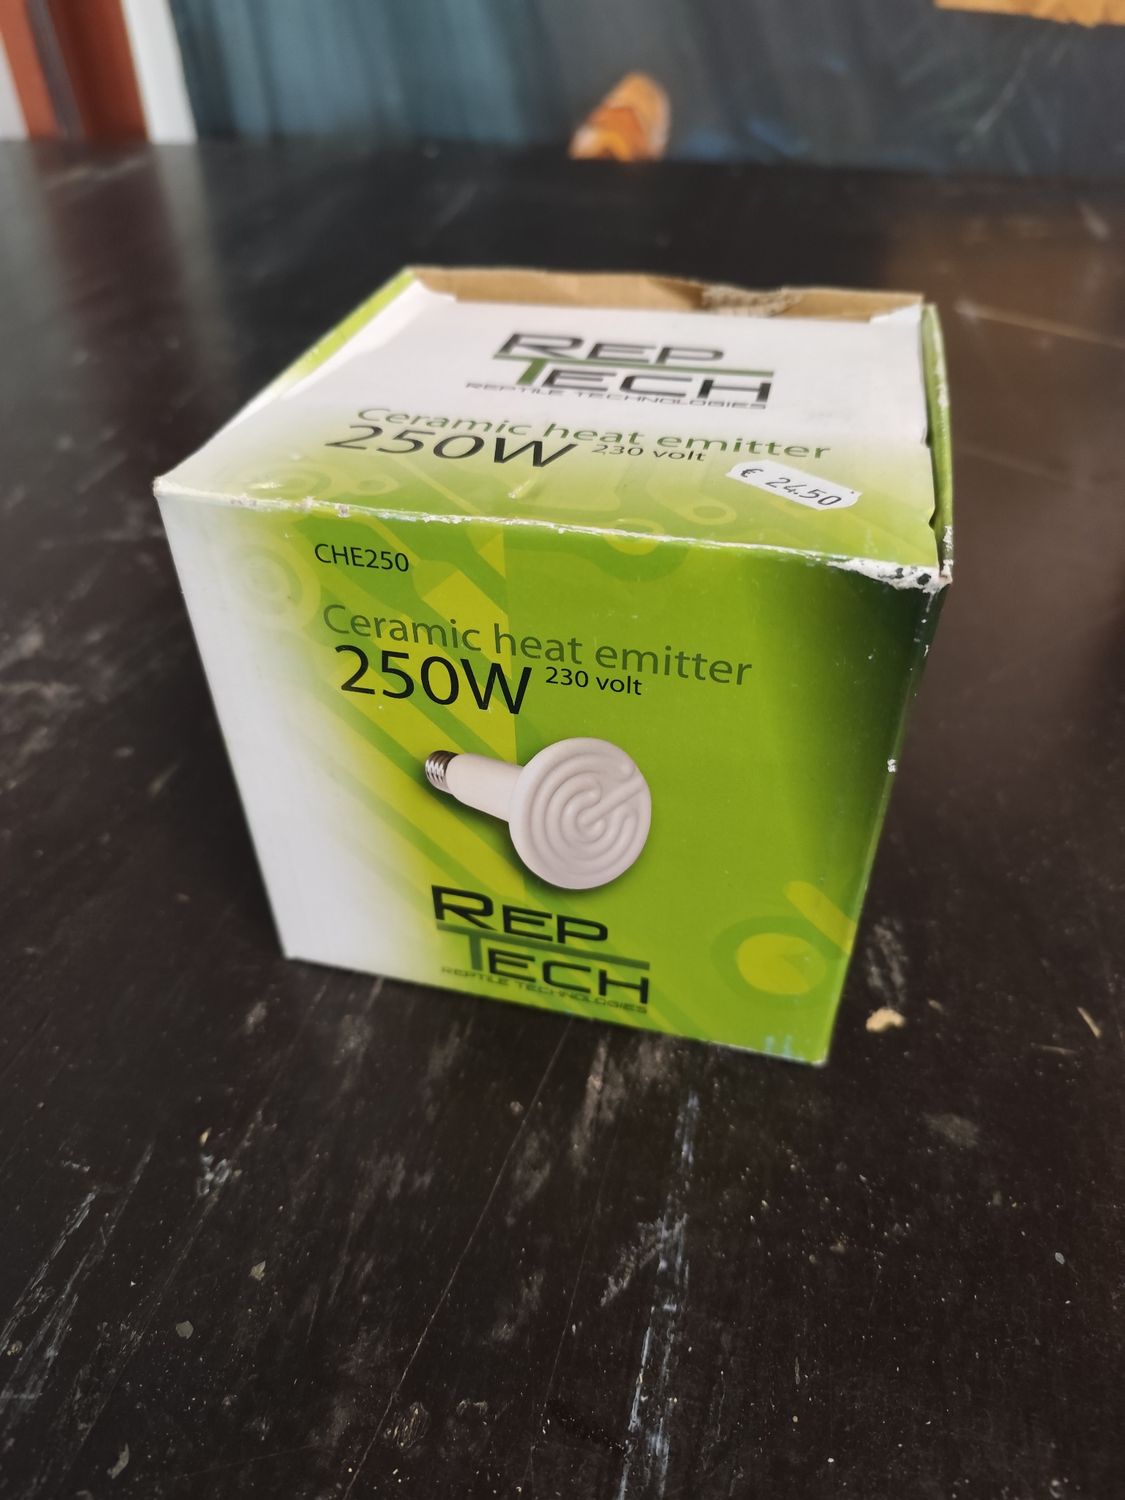 REP
TECH
REPTILE TECHNOLOGIES
Ceramic heat emitter
250W 230 volt
€ 24.50
CHE250
Ceramic heat emitter
250W 230 volt
REP
TECH
REPTILE TECHNOLOGIES